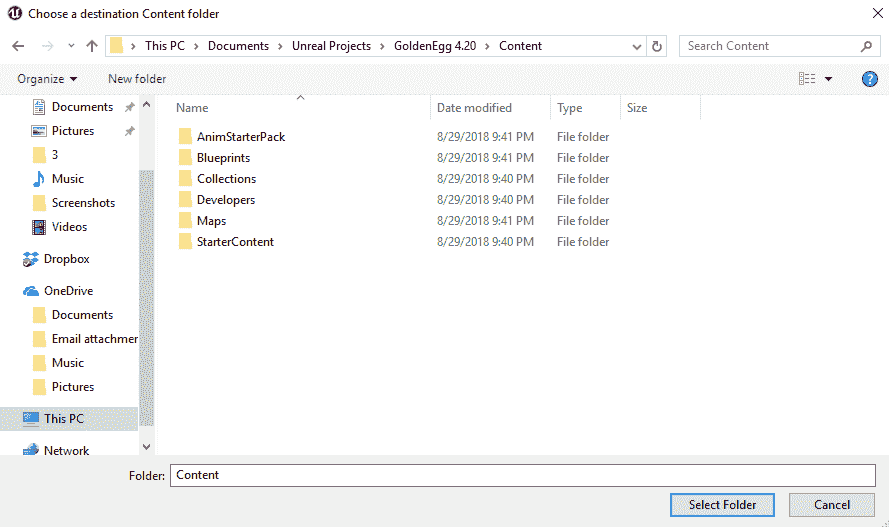 Choose a destination Content folder
This PC > Documents > Unreal Projects > GoldenEgg 4.20 > Content
Search Content
Organize
New folder
Documents
Pictures
3
Music
Screenshots
Videos
Dropbox
OneDrive
Documents
Email attachmer
Music
Pictures
This PC
Network
Name Date modified Type Size
AnimStarterPack 8/29/2018 9:41 PM File folder
Blueprints 8/29/2018 9:41 PM File folder
Collections 8/29/2018 9:40 PM File folder
Developers 8/29/2018 9:40 PM File folder
Maps 8/29/2018 9:41 PM File folder
StarterContent 8/29/2018 9:40 PM File folder
Folder: Content
Select Folder Cancel